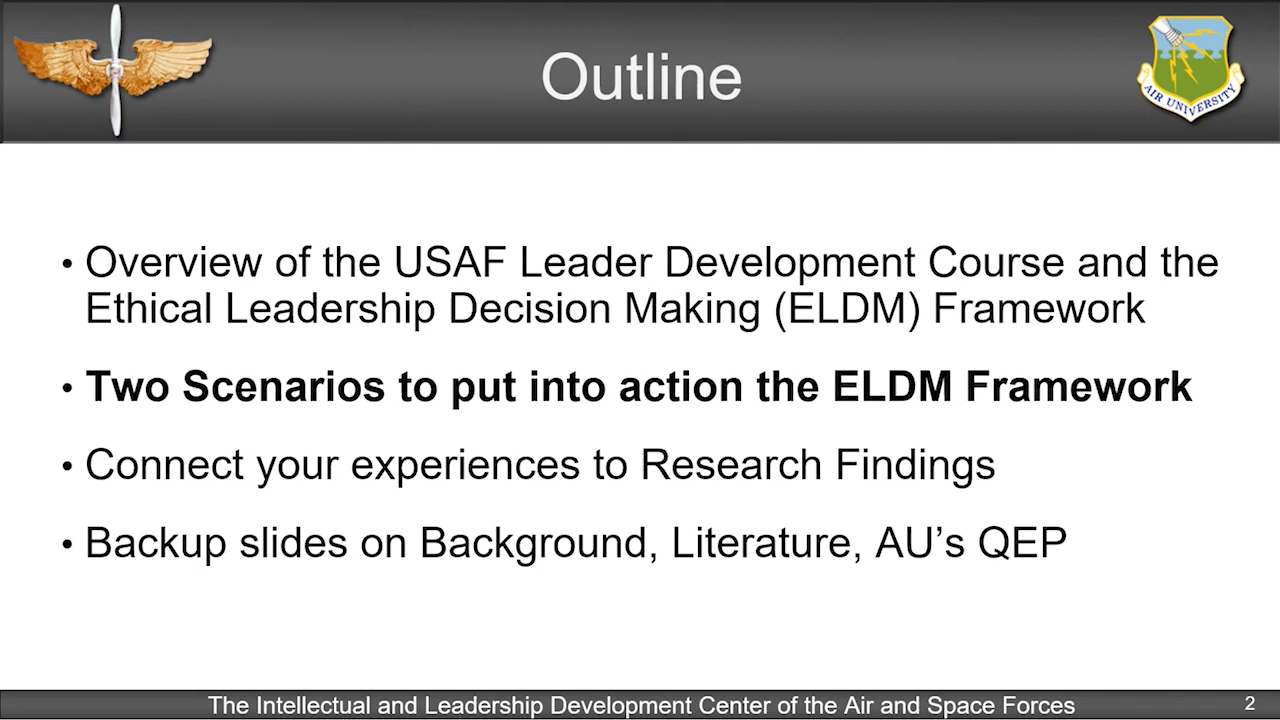 Outline
AIR UNIVERSITY
• Overview of the USAF Leader Development Course and the
Ethical Leadership Decision Making (ELDM) Framework
• Two Scenarios to put into action the ELDM Framework
• Connect your experiences to Research Findings
• Backup slides on Background, Literature, AU’s QEP
The Intellectual and Leadership Development Center of the Air and Space Forces
2